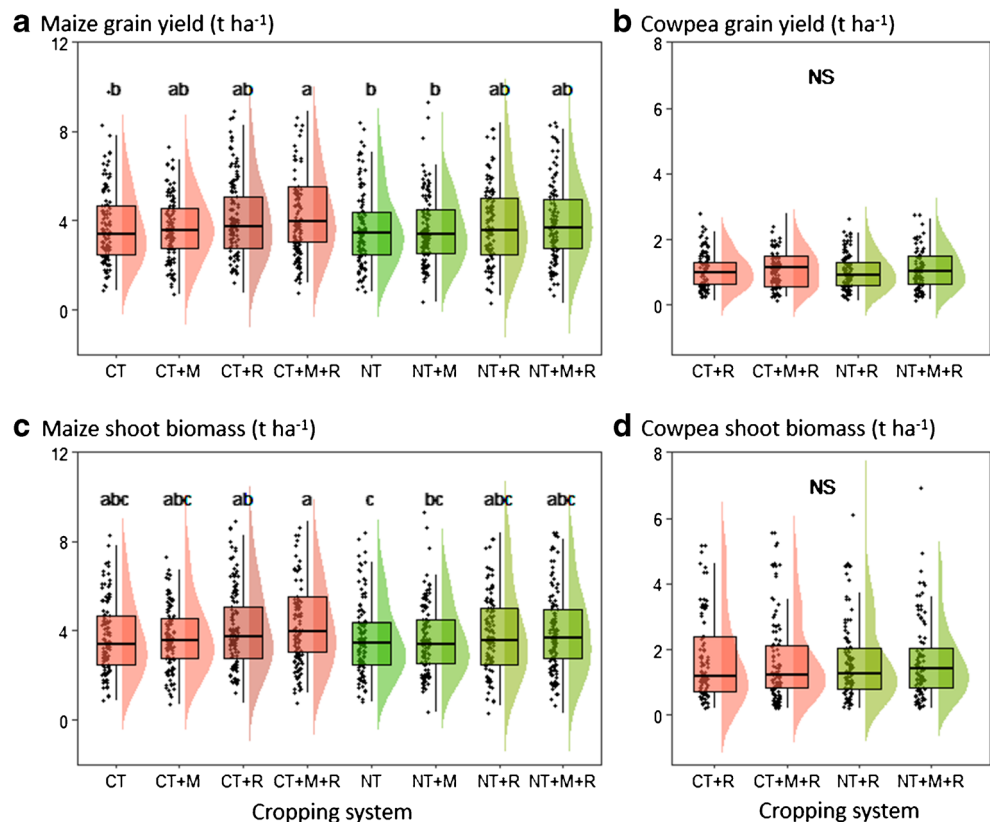 a Maize grain yield (t ha⁻¹)
12
8
4
0
b ab ab a b b ab ab
CT CT+M CT+R CT+M+R NT NT+M NT+R NT+M+R
b Cowpea grain yield (t ha⁻¹)
8
6
4
2
0
NS
CT+R CT+M+R NT+R NT+M+R
c Maize shoot biomass (t ha⁻¹)
12
8
4
0
abc abc ab a c bc abc abc
CT CT+M CT+R CT+M+R NT NT+M NT+R NT+M+R
Cropping system
d Cowpea shoot biomass (t ha⁻¹)
8
6
4
2
0
NS
CT+R CT+M+R NT+R NT+M+R
Cropping system